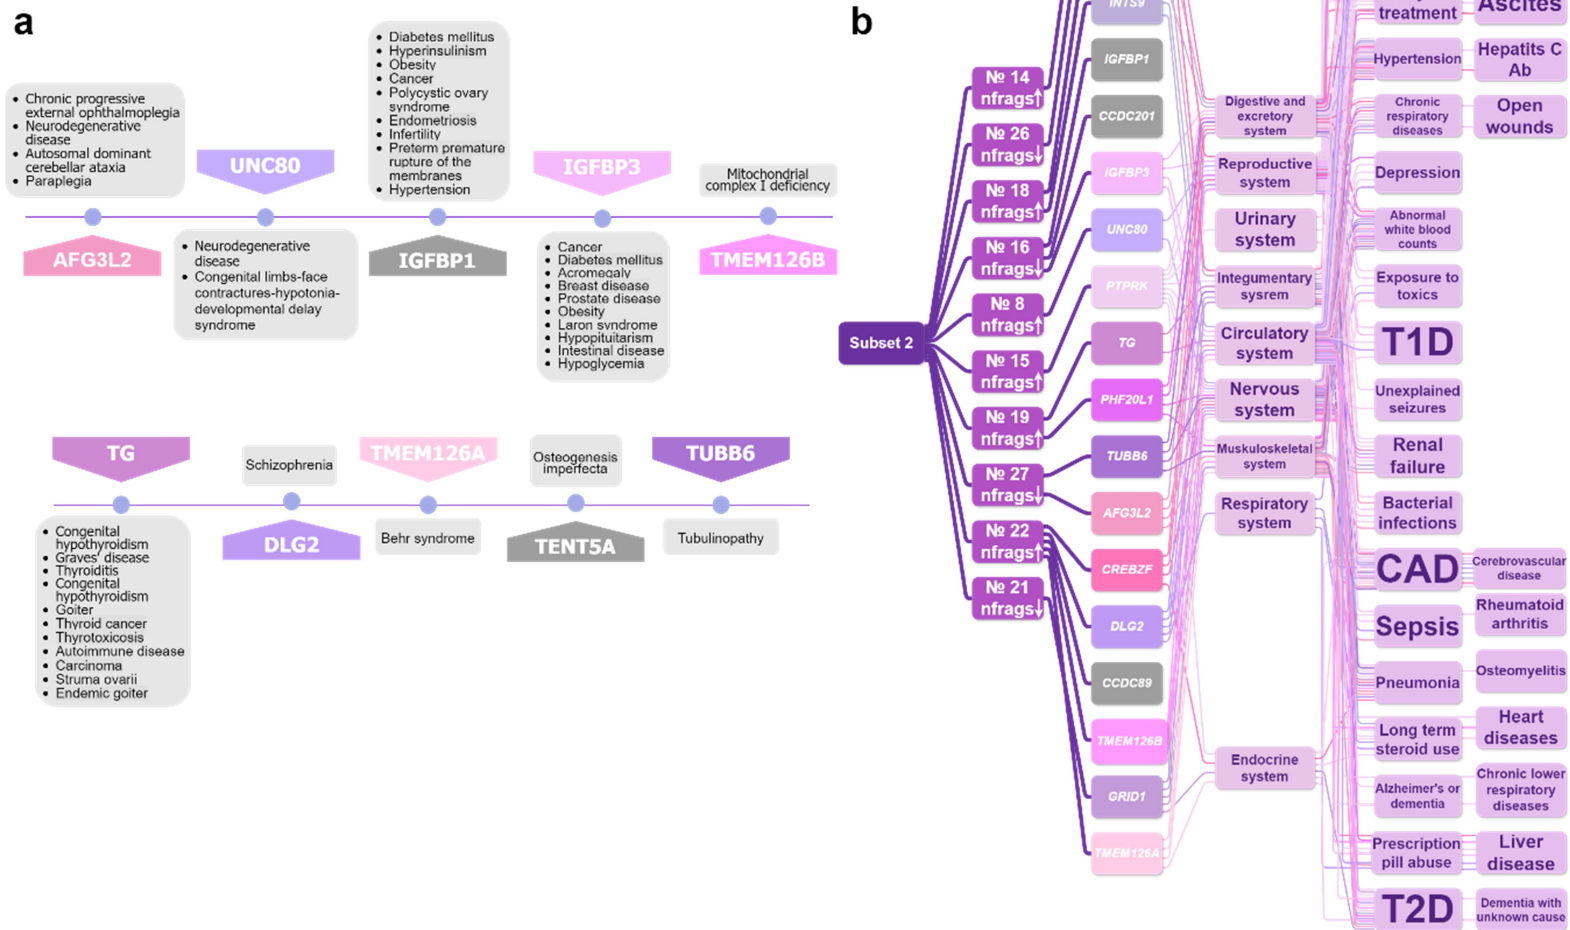 a
Chronic progressive
external ophthalmoplegia
Neurodegenerative
disease
Autosomal dominant
cerebellar ataxia
Paraplegia
AFG3L2
UNC80
Neurodegenerative
disease
Congenital limbs-face
contractures-hypotonia-
developmental delay
syndrome
Diabetes mellitus
Hyperinsulinism
Obesity
Cancer
Polycystic ovary
syndrome
Endometriosis
Infertility
Preterm premature
rupture of the
membranes
Hypertension
IGFBP1
IGFBP3
Cancer
Diabetes mellitus
Acromegaly
Breast disease
Prostate disease
Obesity
Laron syndrome
Hypopituitarism
Intestinal disease
Hypoglycemia
Mitochondrial
complex I deficiency
TMEM126B
TG
Congenital
hypothyroidism
Graves' disease
Thyroiditis
Congenital
hypothyroidism
Goiter
Thyroid cancer
Thyrotoxicosis
Autoimmune disease
Carcinoma
Struma ovarii
Endemic goiter
Schizophrenia
DLG2
TMEM126A
Behr syndrome
Osteogenesis
imperfecta
TENT5A
TUBB6
Tubulinopathy
b
Subset 2
№ 14
nfrags↑
№ 26
nfrags↓
№ 18
nfrags↑
№ 16
nfrags↓
№ 8
nfrags↑
№ 15
nfrags↑
№ 19
nfrags↑
№ 27
nfrags↓
№ 22
nfrags↑
№ 21
nfrags↓
INTS9
IGFBP1
CCDC201
IGFBP3
UNC80
PTPRK
TG
PHF20L1
TUBB6
AFG3L2
CREBZF
DLG2
CCDC89
TMEM126B
GRID1
TMEM126A
Digestive and
excretory
system
Reproductive
system
Urinary
system
Integumentary
sysrem
Circulatory
system
Nervous
system
Muskuloskeletal
system
Respiratory
system
Endocrine
system
treatment
Hypertension
Chronic
respiratory
diseases
Depression
Abnormal
white blood
counts
Exposure to
toxics
T1D
Unexplained
seizures
Renal
failure
Bacterial
infections
CAD
Sepsis
Pneumonia
Long term
steroid use
Alzheimer's or
dementia
Prescription
pill abuse
T2D
Ascites
Hepatits C
Ab
Open
wounds
Cerebrovascular
disease
Rheumatoid
arthritis
Osteomyelitis
Heart
diseases
Chronic lower
respiratory
diseases
Liver
disease
Dementia with
unknown cause